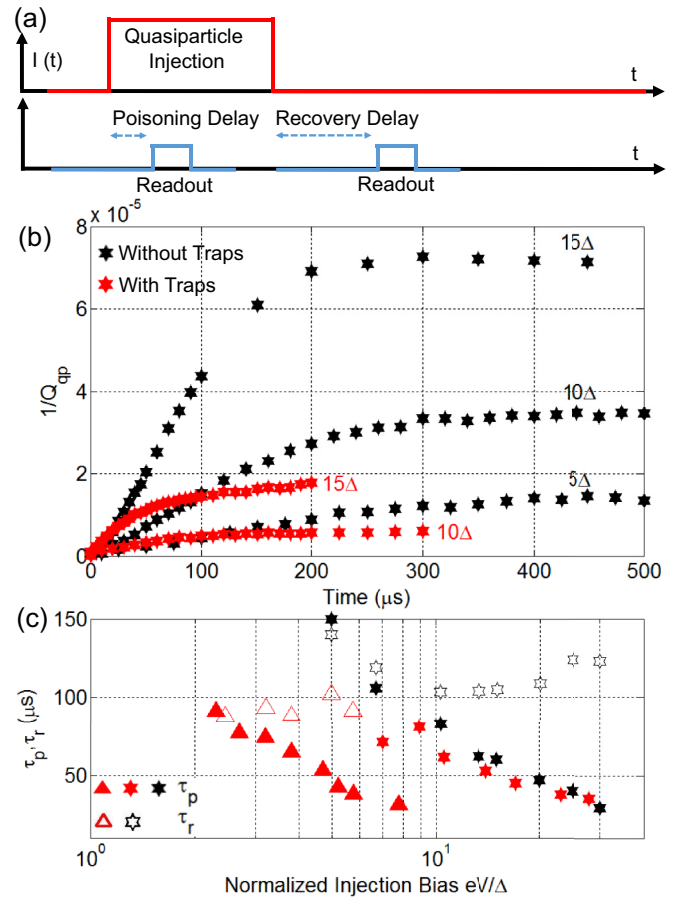 (a)
I (t)
Quasiparticle
Injection
t
Poisoning Delay
Recovery Delay
t
Readout
Readout
(b)
8 x 10⁻⁵
6
4
2
0
1/Q_qp
Without Traps
With Traps
15Δ
10Δ
15Δ
5Δ
10Δ
0
100
200
300
400
500
Time (μs)
(c)
150
100
50
τ_p,τ_r (μs)
τ_p
τ_r
10⁰
10¹
Normalized Injection Bias eV/Δ